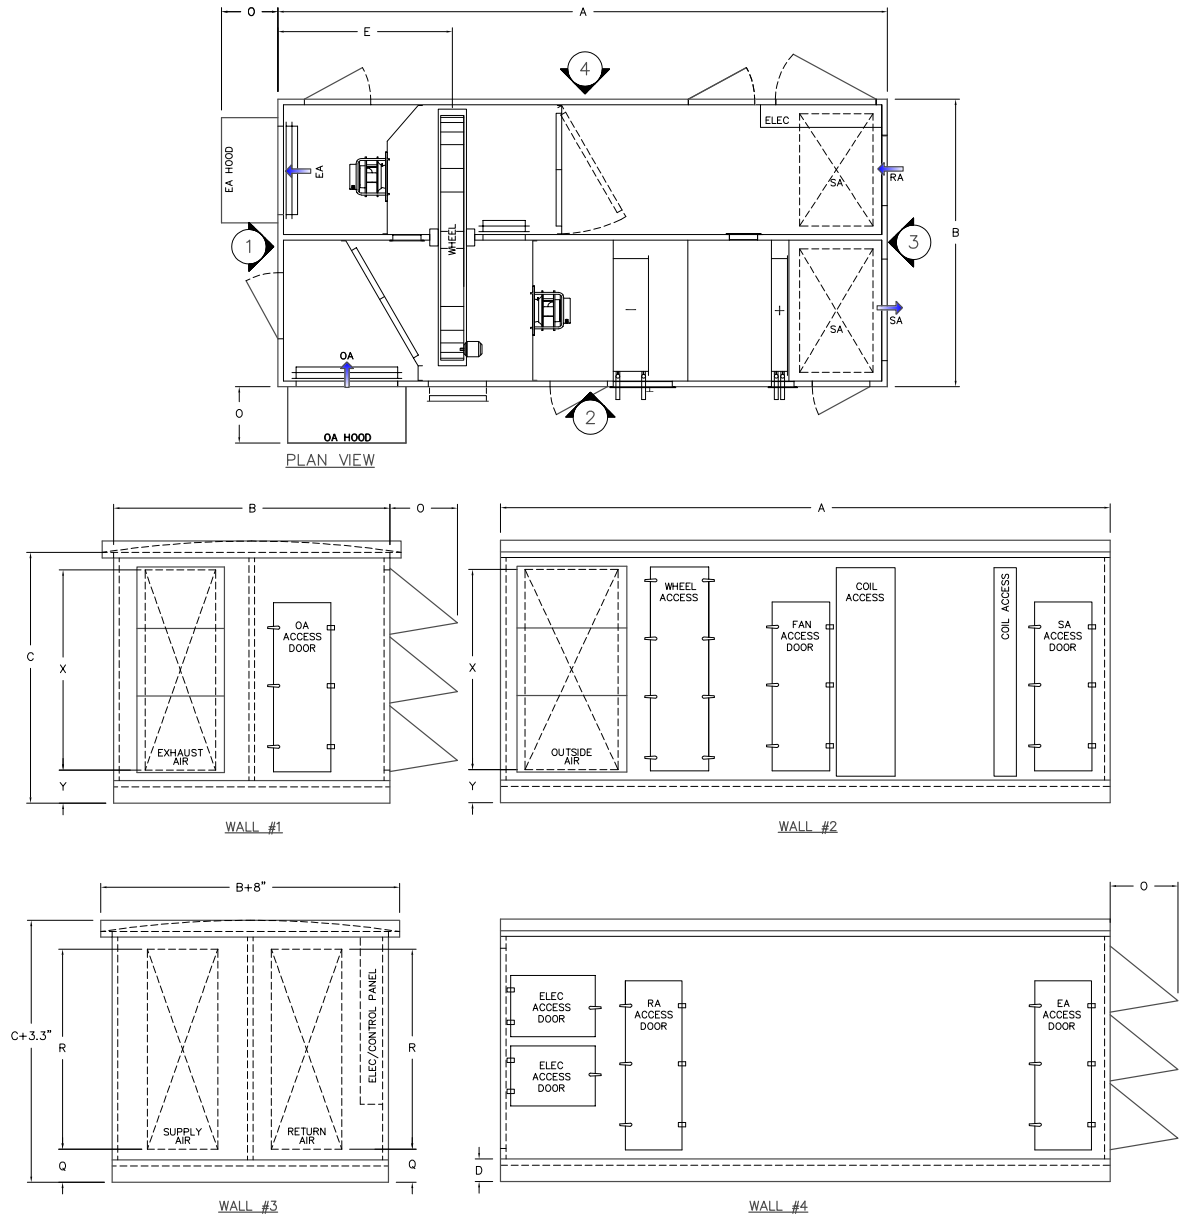 O
A
E
4
ELEC
EA HOOD
EA
SA
RA
B
1
WHEEL
3
SA
SA
OA
O
2
OA HOOD
PLAN VIEW
B
O
A
C
X
Y
OA
ACCESS
DOOR
EXHAUST
AIR
WALL #1
X
Y
WHEEL
ACCESS
FAN
ACCESS
DOOR
COIL
ACCESS
COIL ACCESS
SA
ACCESS
DOOR
OUTSIDE
AIR
WALL #2
B+8"
C+3.3"
R
Q
SUPPLY
AIR
RETURN
AIR
ELEC/CONTROL PANEL
R
Q
WALL #3
O
ELEC
ACCESS
DOOR
ELEC
ACCESS
DOOR
RA
ACCESS
DOOR
EA
ACCESS
DOOR
D
WALL #4